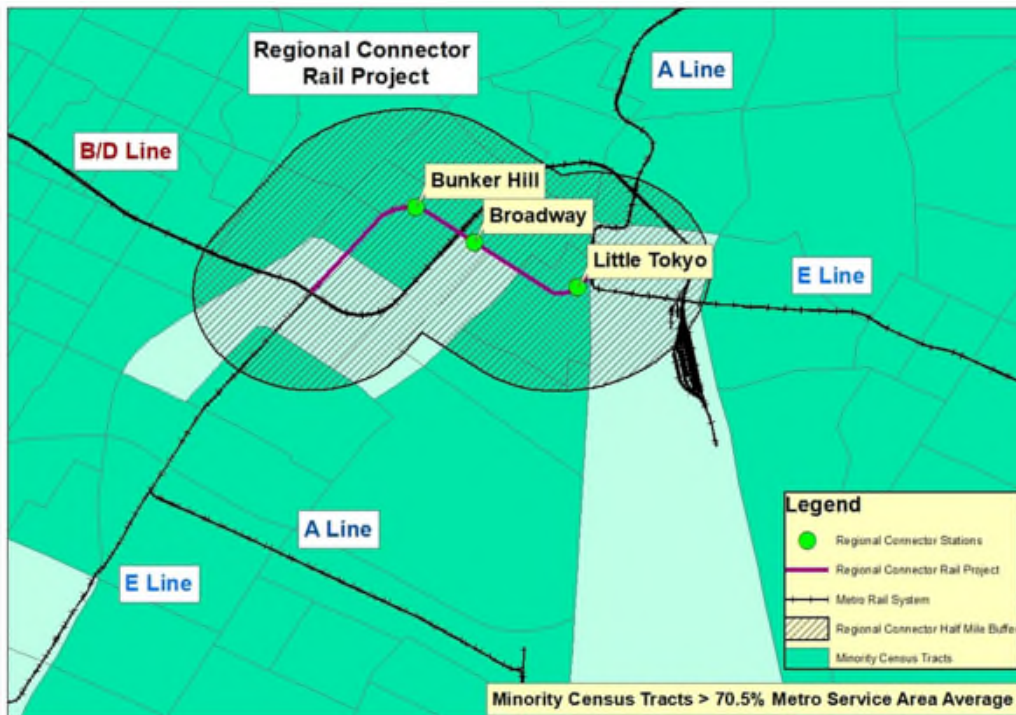 Regional Connector
Rail Project
A Line
B/D Line
Bunker Hill
Broadway
Little Tokyo
E Line
A Line
E Line
Legend
Regional Connector Stations
Regional Connector Rail Project
Metro Rail System
Regional Connector Half Mile Buffe
Minority Census Tracts
Minority Census Tracts > 70.5% Metro Service Area Average